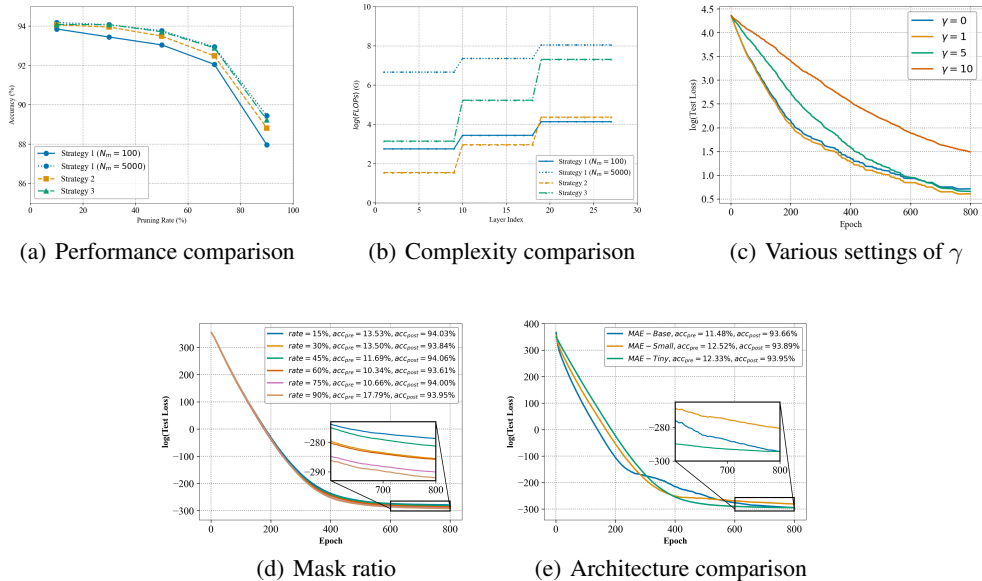 94
92
90
88
86
0
20
40
60
80
100
Accuracy (%)
Pruning Rate (%)
Strategy 1 (N_m = 100)
Strategy 1 (N_m = 5000)
Strategy 2
Strategy 3
(a) Performance comparison
10
8
6
4
2
0
0
5
10
15
20
25
30
log(FLOPs) (G)
Layer Index
Strategy 1 (N_m = 100)
Strategy 1 (N_m = 5000)
Strategy 2
Strategy 3
(b) Complexity comparison
4.5
4.0
3.5
3.0
2.5
2.0
1.5
1.0
0.5
0
200
400
600
800
log(Test Loss)
Epoch
γ = 0
γ = 1
γ = 5
γ = 10
(c) Various settings of γ
300
200
100
0
−100
−200
−300
0
200
400
600
800
log(Test Loss)
Epoch
rate = 15%, acc_pre = 13.53%, acc_post = 94.03%
rate = 30%, acc_pre = 13.50%, acc_post = 93.84%
rate = 45%, acc_pre = 11.69%, acc_post = 94.06%
rate = 60%, acc_pre = 10.34%, acc_post = 93.61%
rate = 75%, acc_pre = 10.66%, acc_post = 94.00%
rate = 90%, acc_pre = 17.79%, acc_post = 93.95%
−280
−290
700
800
(d) Mask ratio
400
300
200
100
0
−100
−200
−300
0
200
400
600
800
log(Test Loss)
Epoch
MAE−Base, acc_pre = 11.48%, acc_post = 93.66%
MAE−Small, acc_pre = 12.52%, acc_post = 93.89%
MAE−Tiny, acc_pre = 12.33%, acc_post = 93.95%
−280
−300
700
800
(e) Architecture comparison